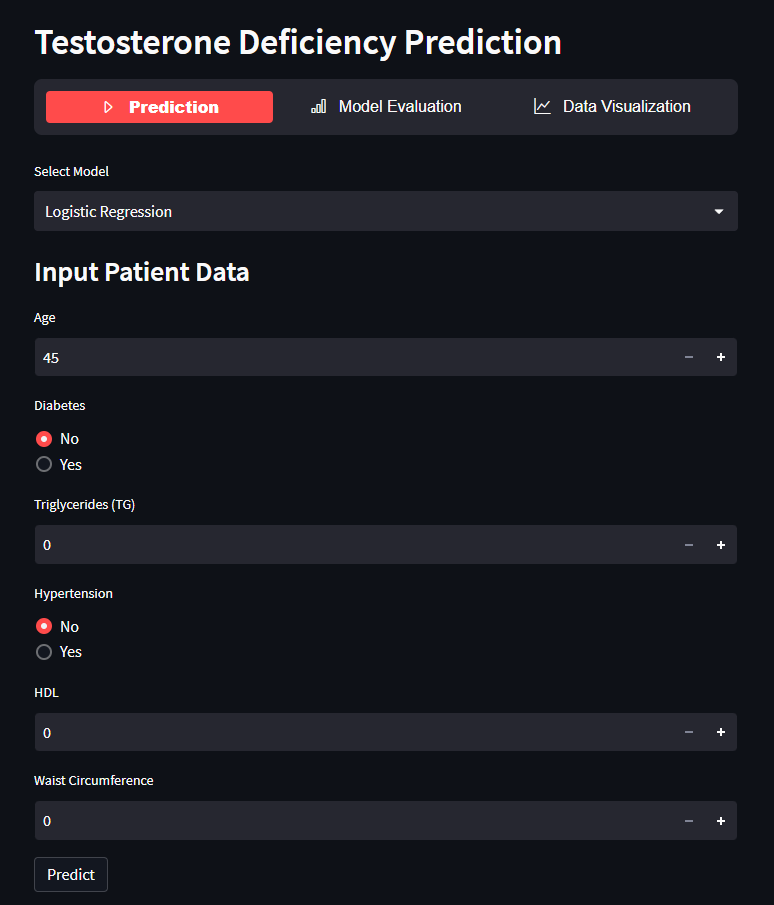 Testosterone Deficiency Prediction
Prediction Model Evaluation Data Visualization
Select Model
Logistic Regression
Input Patient Data
Age
45
Diabetes
No
Yes
Triglycerides (TG)
0
Hypertension
No
Yes
HDL
0
Waist Circumference
0
Predict